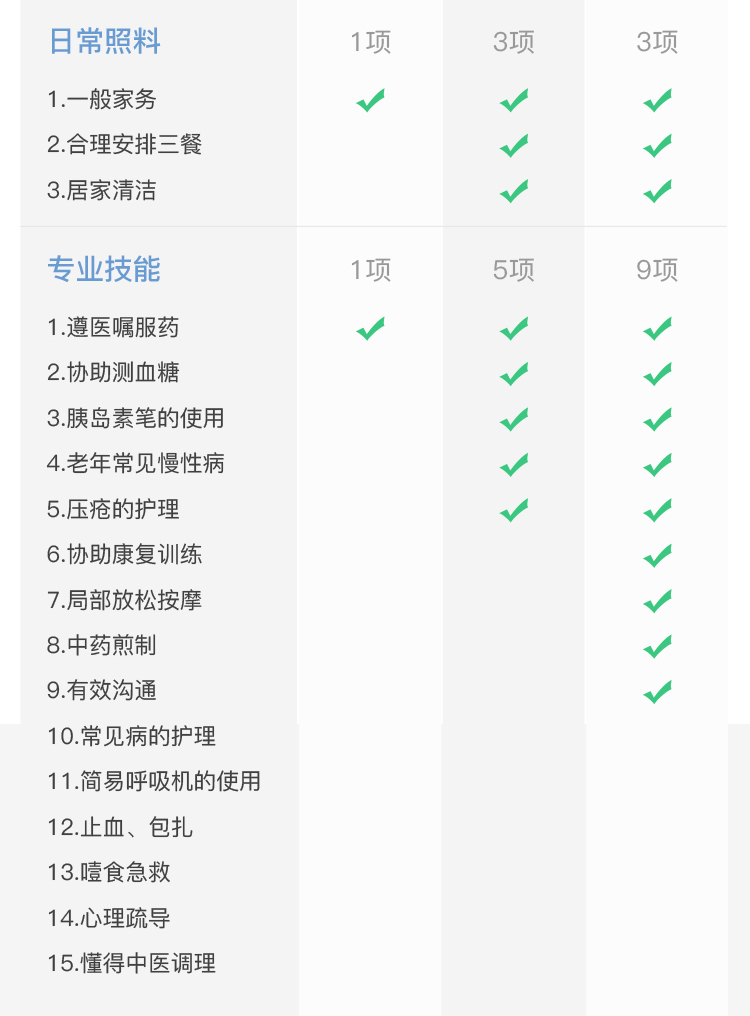 日常照料 1项 3项 3项
1.一般家务
2.合理安排三餐
3.居家清洁
专业技能 1项 5项 9项
1.遵医嘱服药
2.协助测血糖
3.胰岛素笔的使用
4.老年常见慢性病
5.压疮的护理
6.协助康复训练
7.局部放松按摩
8.中药煎制
9.有效沟通
10.常见病的护理
11.简易呼吸机的使用
12.止血、包扎
13.噎食急救
14.心理疏导
15.懂得中医调理